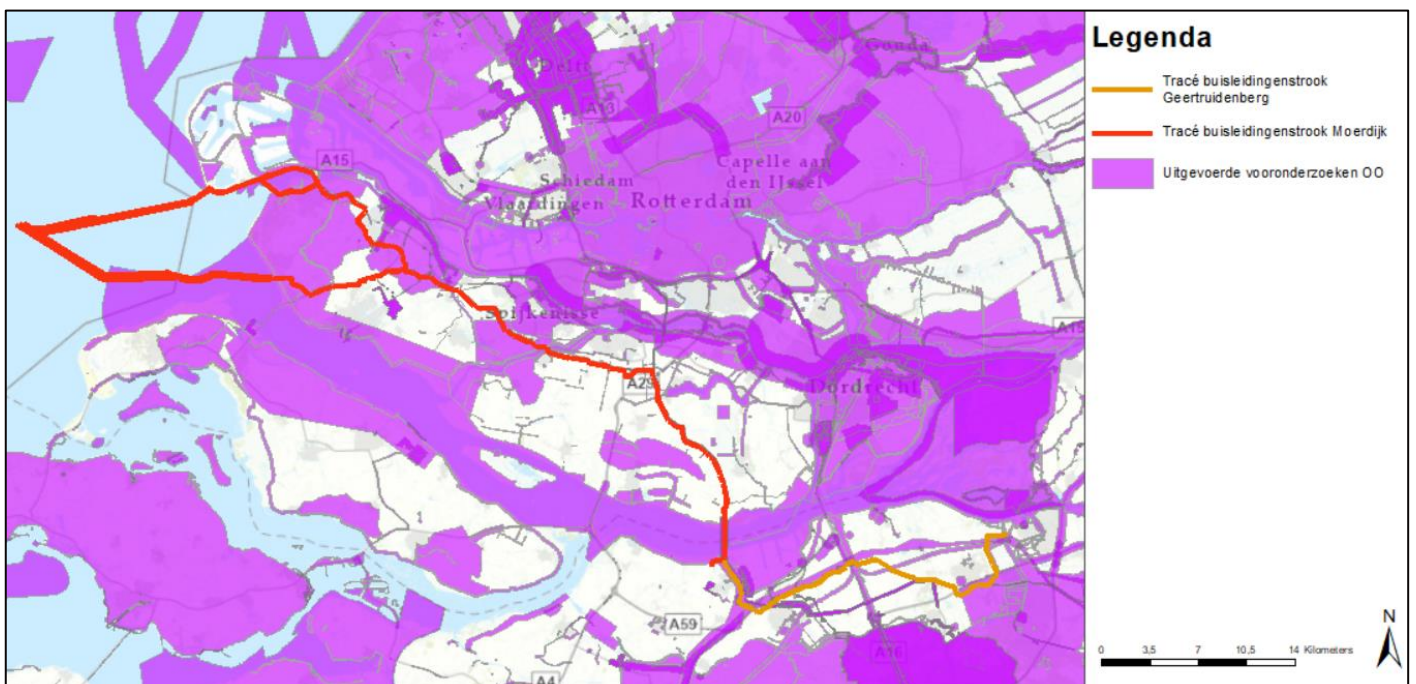 Gouda
Delft
A13
A20
A15
Capelle aan
den IJssel
Schiedam
Vlaardingen
Rotterdam
Spijkenisse
A15
A29
Dordrecht
A59
A16
A4
Legenda
Tracé buisleidingenstrook
Geertruidenberg
Tracé buisleidingenstrook Moerdijk
Uitgevoerde vooronderzoeken OO
N
0 3,5 7 10,5 14 Kilometers